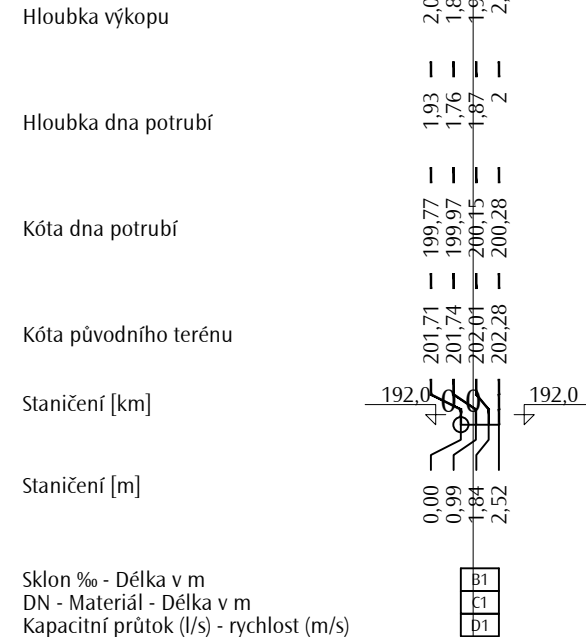 Hloubka výkopu
Hloubka dna potrubí
1,93 1,76 1,87 2
Kóta dna potrubí
199,77 199,97 200,15 200,28
Kóta původního terénu
201,71 201,74 202,01 202,28
Staničení [km]
192,0 0 0 192,0
Staničení [m]
0,00 0,99 1,84 2,52
Sklon ‰ - Délka v m B1
DN - Materiál - Délka v m C1
Kapacitní průtok (l/s) - rychlost (m/s) D1